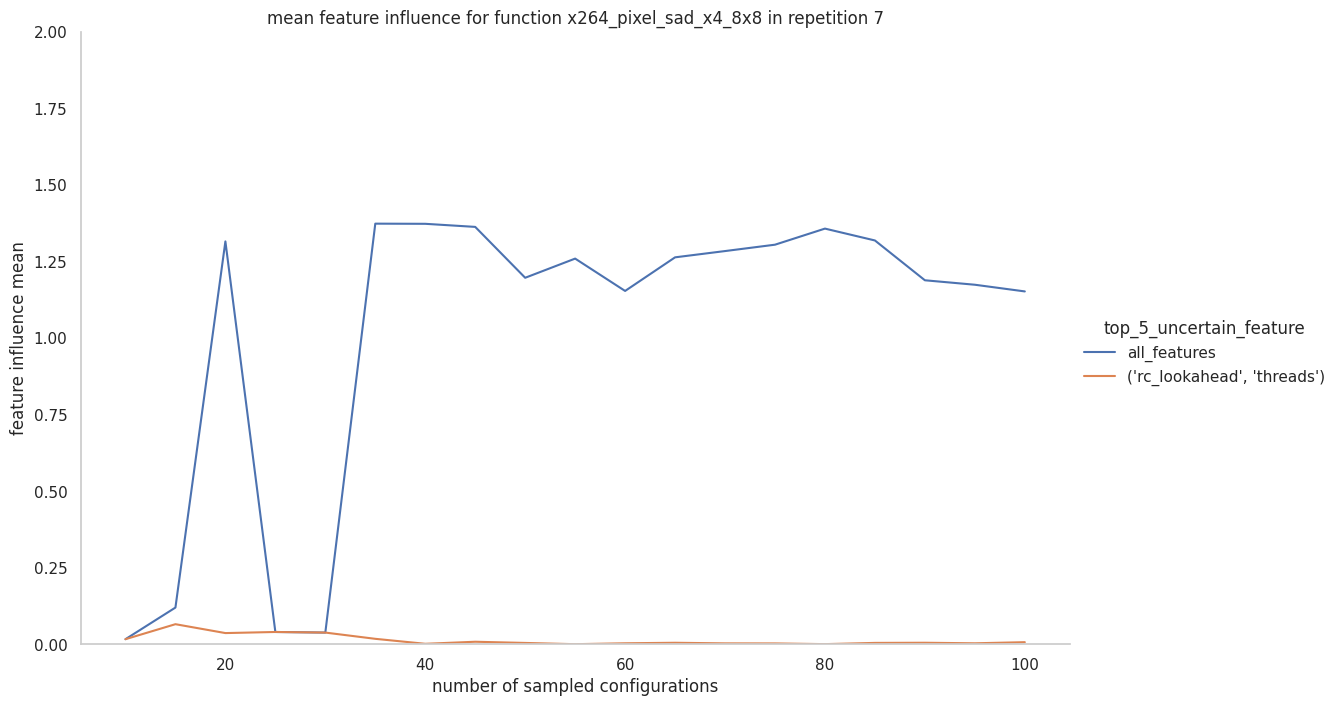 mean feature influence for function x264_pixel_sad_x4_8x8 in repetition 7
2.00
1.75
1.50
1.25
1.00
0.75
0.50
0.25
0.00
feature influence mean
20
40
60
80
100
number of sampled configurations
top_5_uncertain_feature
all_features
('rc_lookahead', 'threads')